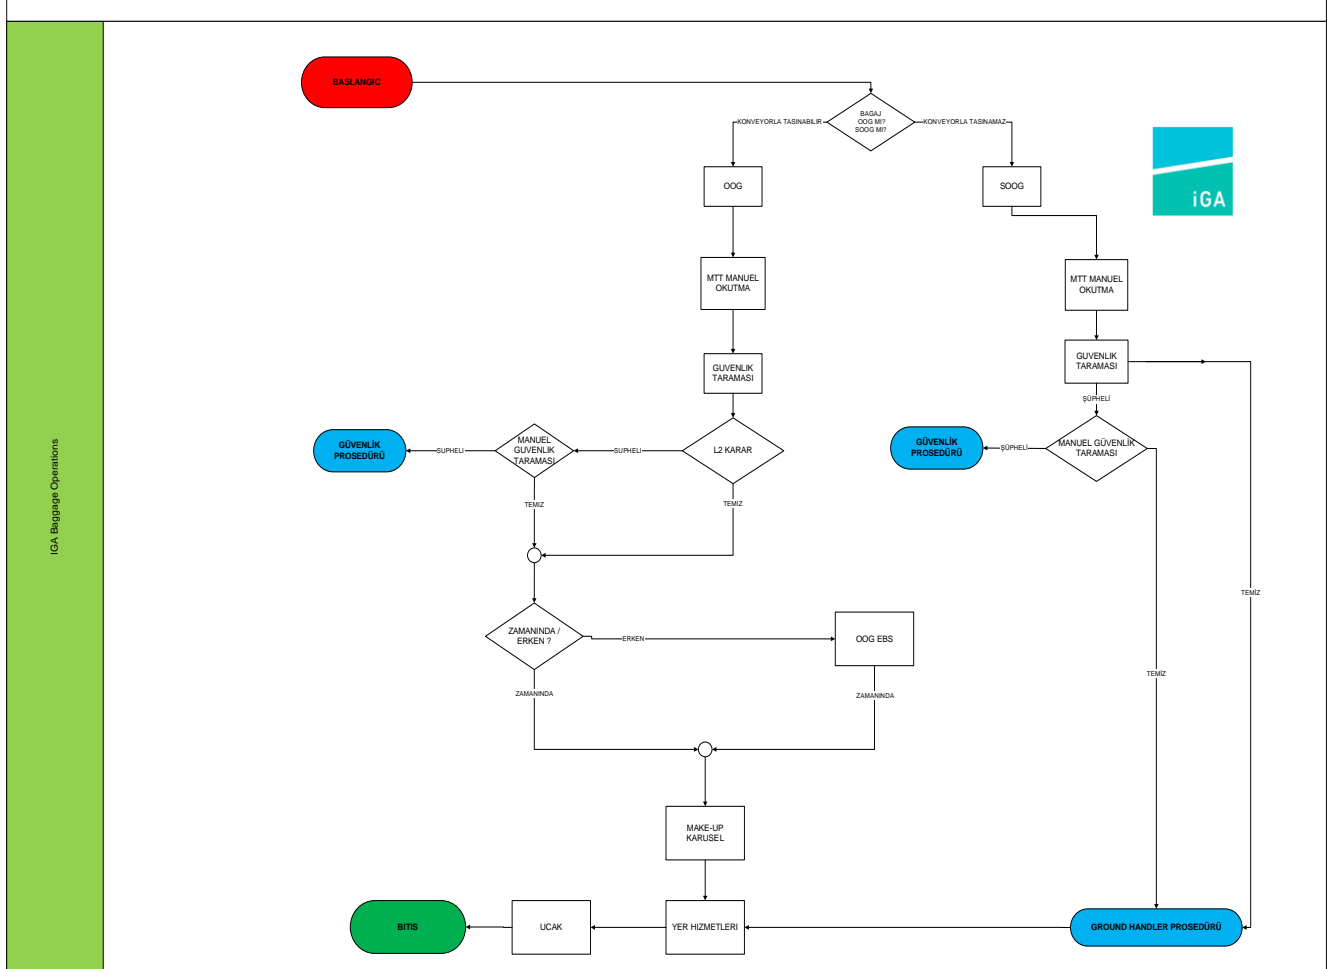 BASLANGIC
BAGAJ
OOG MI?
SOOG MI?
KONVEYORLA TASINABILIR
KONVEYORLA TASINAMAZ
OOG
SOOG
iGA
MTT MANUEL
OKUTMA
MTT MANUEL
OKUTMA
GUVENLIK
TARAMASI
GUVENLIK
TARAMASI
ŞÜPHELİ
GÜVENLİK
PROSEDÜRÜ
SUPHELI
MANUEL
GUVENLIK
TARAMASI
SUPHELI
L2 KARAR
GÜVENLİK
PROSEDÜRÜ
ŞÜPHELİ
MANUEL GÜVENLİK
TARAMASI
TEMIZ
TEMIZ
IGA Baggage Operations
TEMİZ
ZAMANINDA /
ERKEN ?
ERKEN
OOG EBS
TEMİZ
ZAMANINDA
ZAMANINDA
MAKE-UP
KARUSEL
BITIS
UCAK
YER HIZMETLERI
GROUND HANDLER PROSEDÜRÜ